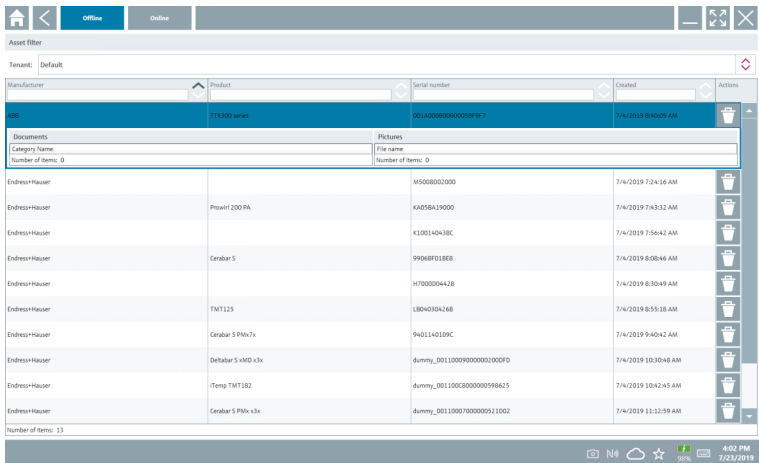 Offline Online
Asset filter
Tenant: Default
Manufacturer Product Serial number Created Actions
ABB TTX300 series 7/4/2019 6:40:05 AM
Documents Pictures
Category Name File name
Number of Items: 0 Number of Items: 0
Endress+Hauser M5008D02000 7/4/2019 7:24:16 AM
Endress+Hauser Prowirl 200 PA KA05BA19000 7/4/2019 7:43:32 AM
Endress+Hauser K10014043BC 7/4/2019 7:56:42 AM
Endress+Hauser Cerabar S 9906BF01BEB 7/4/2019 8:08:46 AM
Endress+Hauser H7000D04428 7/4/2019 8:30:49 AM
Endress+Hauser TMT125 LB04030426B 7/4/2019 8:55:18 AM
Endress+Hauser Cerabar S PMx7x 9401140109C 7/4/2019 9:40:42 AM
Endress+Hauser Deltabar S xMD x3x dummy_00110009000000200DFD 7/4/2019 10:30:48 AM
Endress+Hauser iTemp TMT182 dummy_001100C8000000598625 7/4/2019 10:42:45 AM
Endress+Hauser Cerabar S PMx x3x dummy_00110007000000521D02 7/4/2019 11:12:59 AM
Number of Items: 13
98% 4:02 PM
7/23/2019